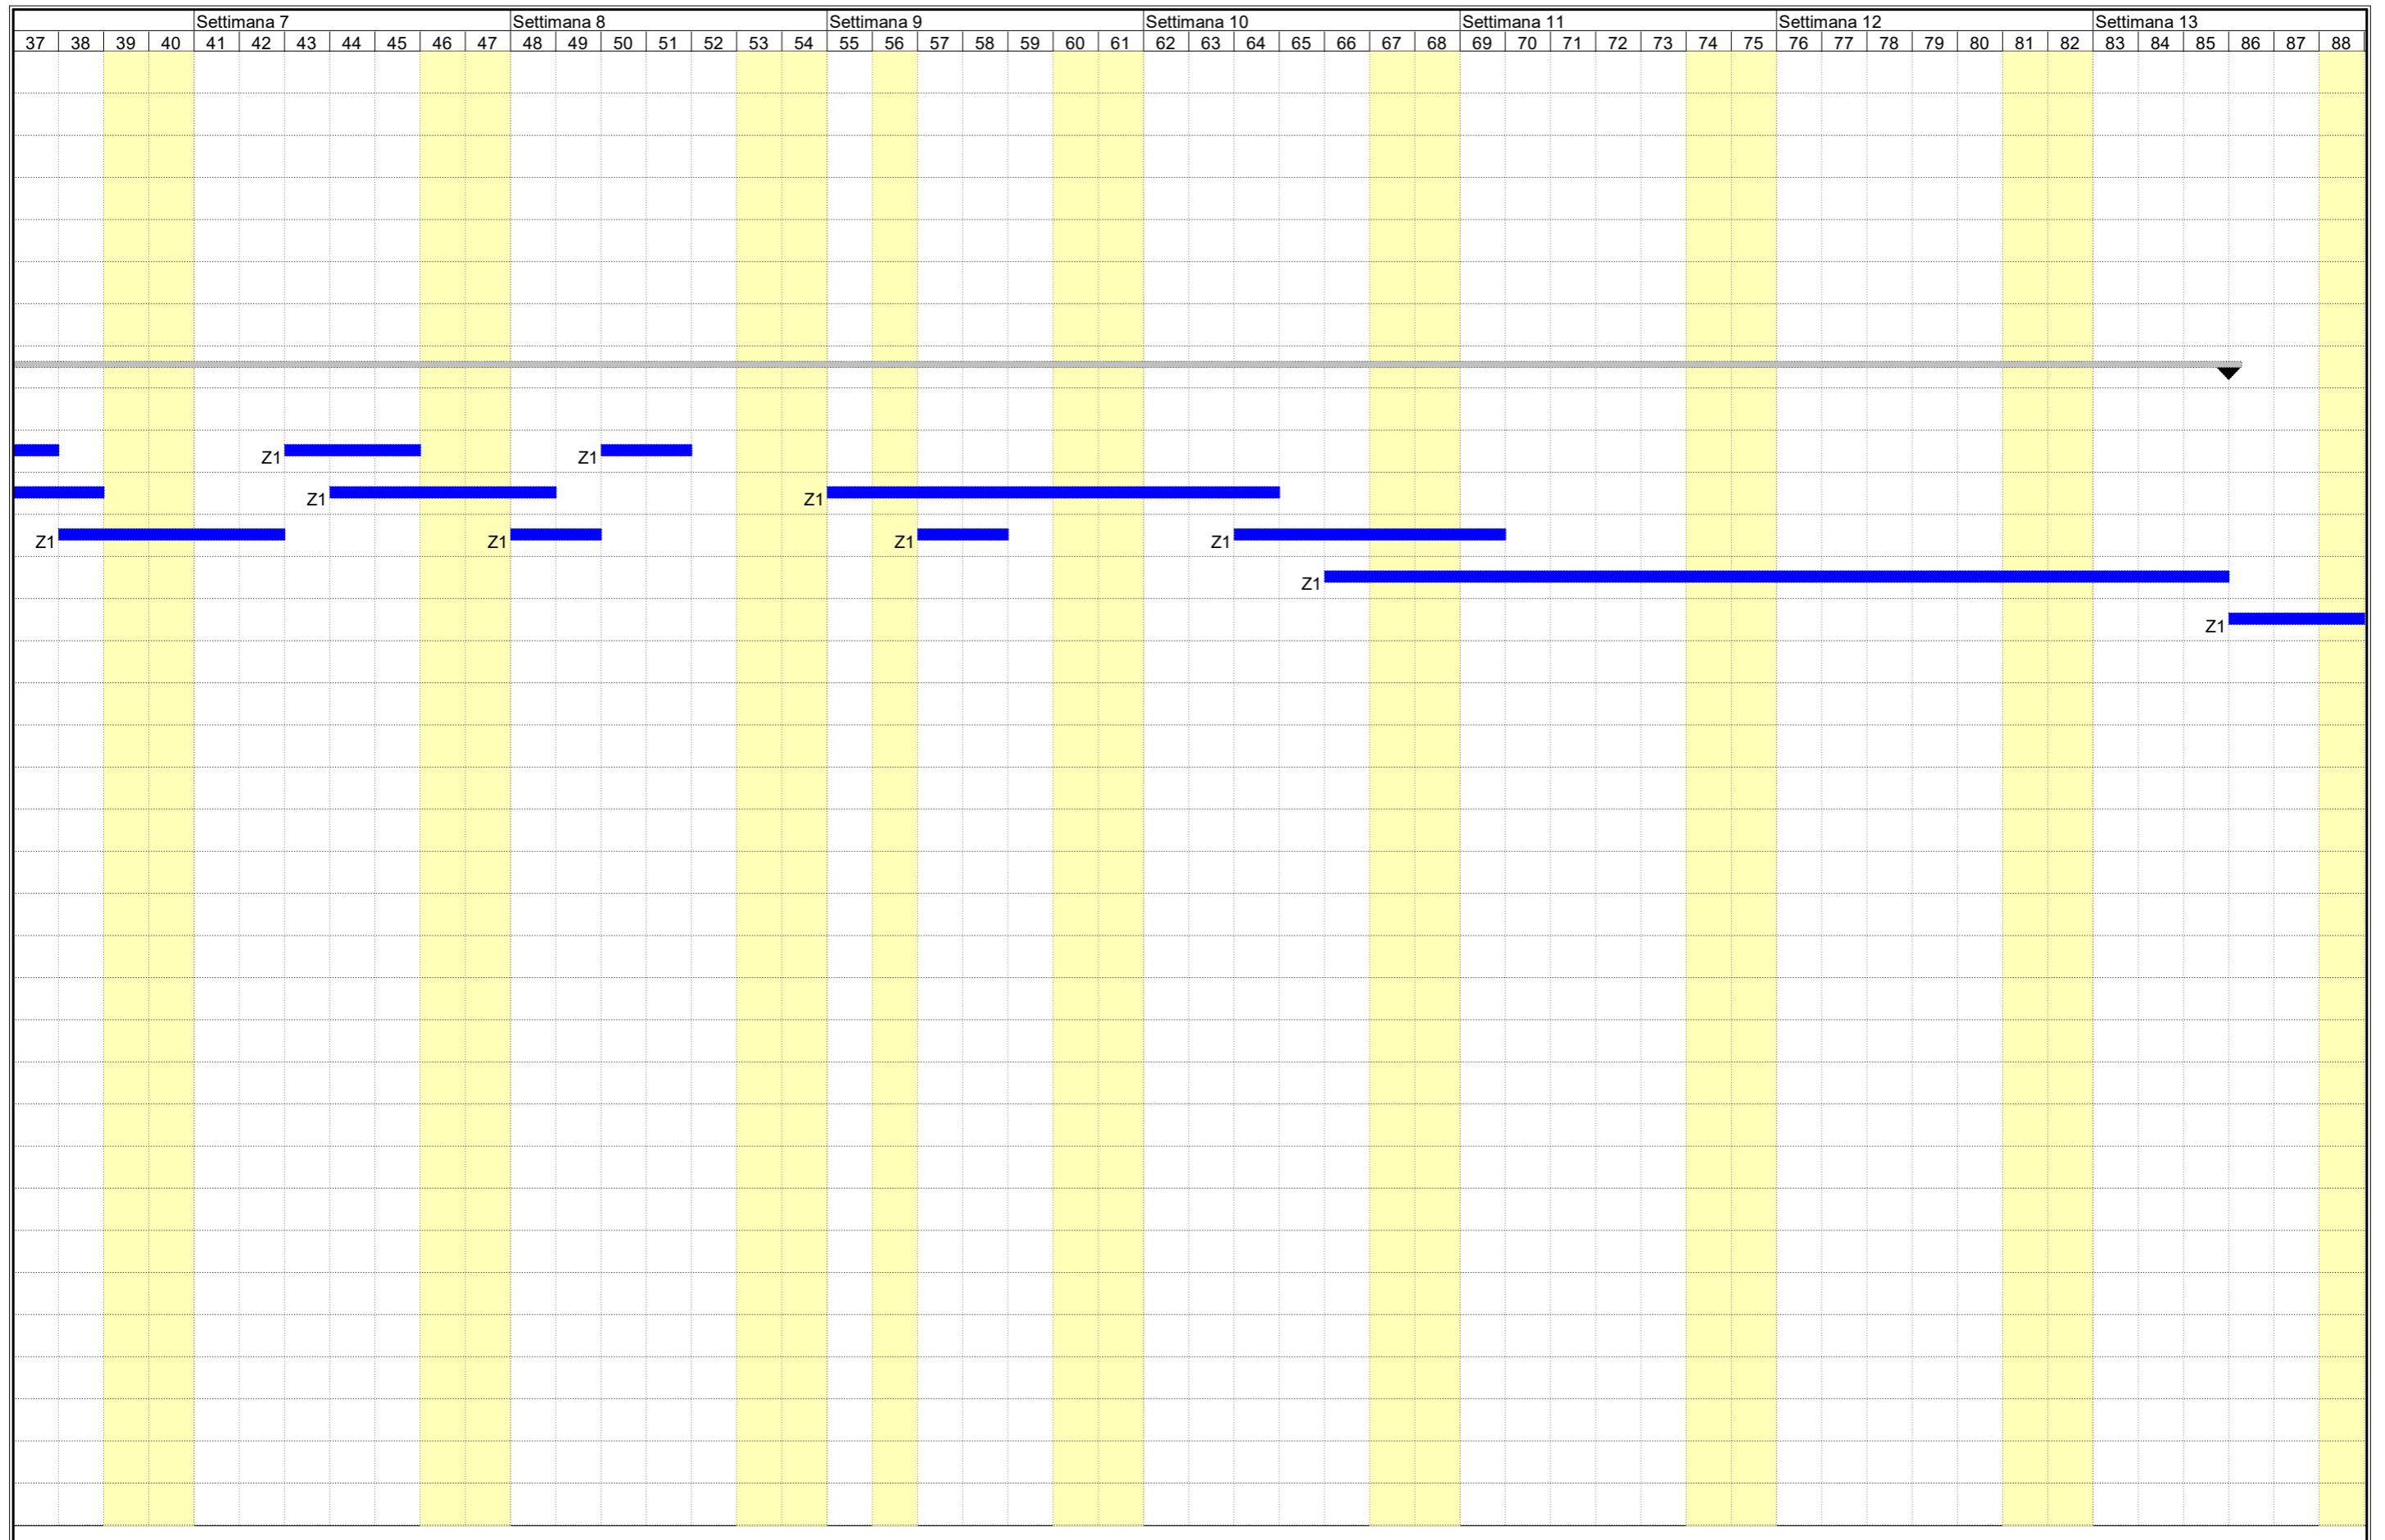 Settimana 7 Settimana 8 Settimana 9 Settimana 10 Settimana 11 Settimana 12 Settimana 13
37 38 39 40 41 42 43 44 45 46 47 48 49 50 51 52 53 54 55 56 57 58 59 60 61 62 63 64 65 66 67 68 69 70 71 72 73 74 75 76 77 78 79 80 81 82 83 84 85 86 87 88
Z1 Z1
Z1 Z1
Z1 Z1 Z1 Z1
Z1
Z1